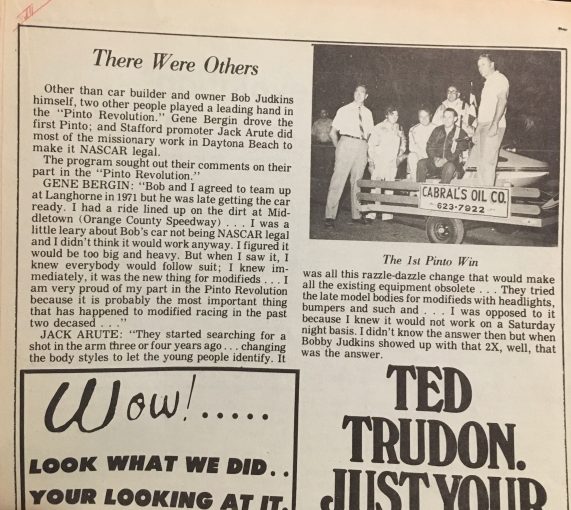 There Were Others
Other than car builder and owner Bob Judkins
himself, two other people played a leading hand in
the "Pinto Revolution." Gene Bergin drove the
first Pinto; and Stafford promoter Jack Arute did
most of the missionary work in Daytona Beach to
make it NASCAR legal.
The program sought out their comments on their
part in the "Pinto Revolution."
GENE BERGIN: "Bob and I agreed to team up
at Langhorne in 1971 but he was late getting the car
ready. I had a ride lined up on the dirt at Mid-
dletown (Orange County Speedway) . . . I was a
little leary about Bob's car not being NASCAR legal
and I didn't think it would work anyway. I figured it
would be too big and heavy. But when I saw it, I
knew everybody would follow suit; I knew im-
mediately, it was the new thing for modifieds . . . I
am very proud of my part in the Pinto Revolution
because it is probably the most important thing
that has happened to modified racing in the past
two decased . . ."
JACK ARUTE: "They started searching for a
shot in the arm three or four years ago . . . changing
the body styles to let the young people identify. It
CABRAL'S OIL CO.
623-7922
The 1st Pinto Win
was all this razzle-dazzle change that would make
all the existing equipment obsolete . . . They tried
the late model bodies for modifieds with headlights,
bumpers and such and . . . I was opposed to it
because I knew it would not work on a Saturday
night basis. I didn't know the answer then but when
Bobby Judkins showed up with that 2X, well, that
was the answer.
Wow!.....
LOOK WHAT WE DID..
YOUR LOOKING AT IT.
TED
TRUDON.
JUST YOUR